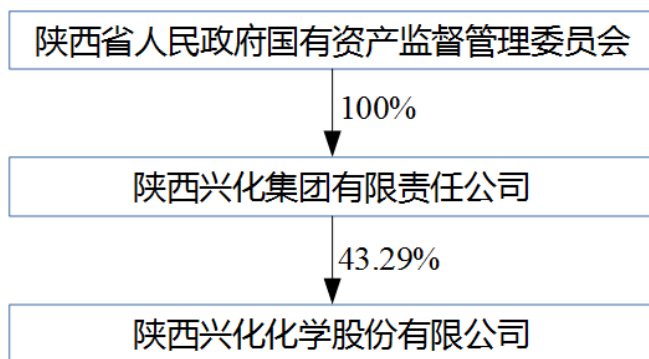 陕西省人民政府国有资产监督管理委员会
100%
陕西兴化集团有限责任公司
43.29%
陕西兴化化学股份有限公司